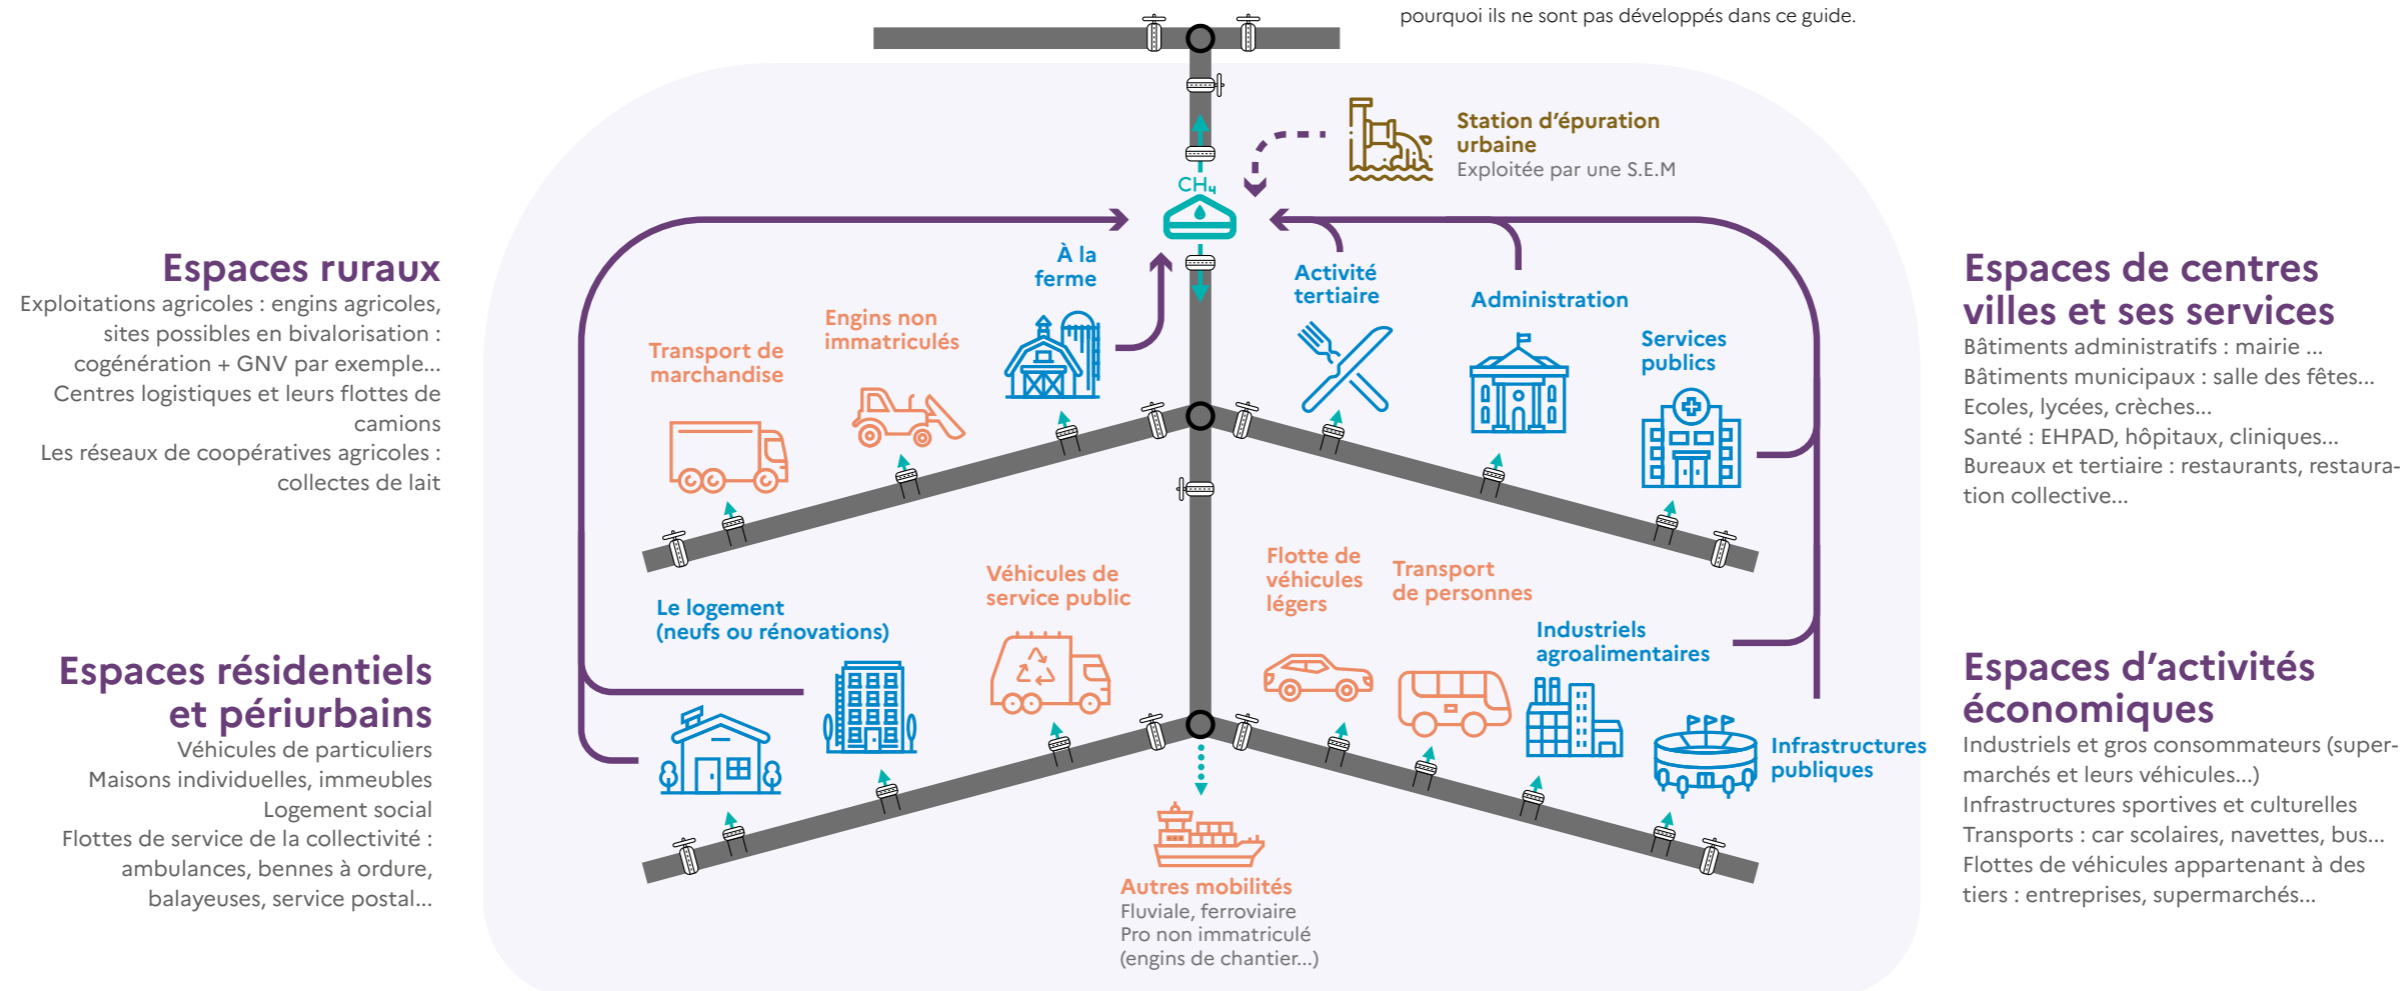 pourquoi ils ne sont pas développés dans ce guide.
Station d'épuration
urbaine
Exploitée par une S.E.M
CH₄
Espaces ruraux
Exploitations agricoles : engins agricoles,
sites possibles en bivalorisation :
cogénération + GNV par exemple...
Centres logistiques et leurs flottes de
camions
Les réseaux de coopératives agricoles :
collectes de lait
Transport de
marchandise
Engins non
immatriculés
À la
ferme
Activité
tertiaire
Administration
Services
publics
Espaces de centres
villes et ses services
Bâtiments administratifs : mairie ...
Bâtiments municipaux : salle des fêtes...
Ecoles, lycées, crèches...
Santé : EHPAD, hôpitaux, cliniques...
Bureaux et tertiaire : restaurants, restaura-
tion collective...
Espaces résidentiels
et périurbains
Véhicules de particuliers
Maisons individuelles, immeubles
Logement social
Flottes de service de la collectivité :
ambulances, bennes à ordure,
balayeuses, service postal...
Le logement
(neufs ou rénovations)
Véhicules de
service public
Flotte de
véhicules
légers
Transport
de personnes
Industriels
agroalimentaires
Infrastructures
publiques
Autres mobilités
Fluviale, ferroviaire
Pro non immatriculé
(engins de chantier...)
Espaces d'activités
économiques
Industriels et gros consommateurs (super-
marchés et leurs véhicules...)
Infrastructures sportives et culturelles
Transports : car scolaires, navettes, bus...
Flottes de véhicules appartenant à des
tiers : entreprises, supermarchés...